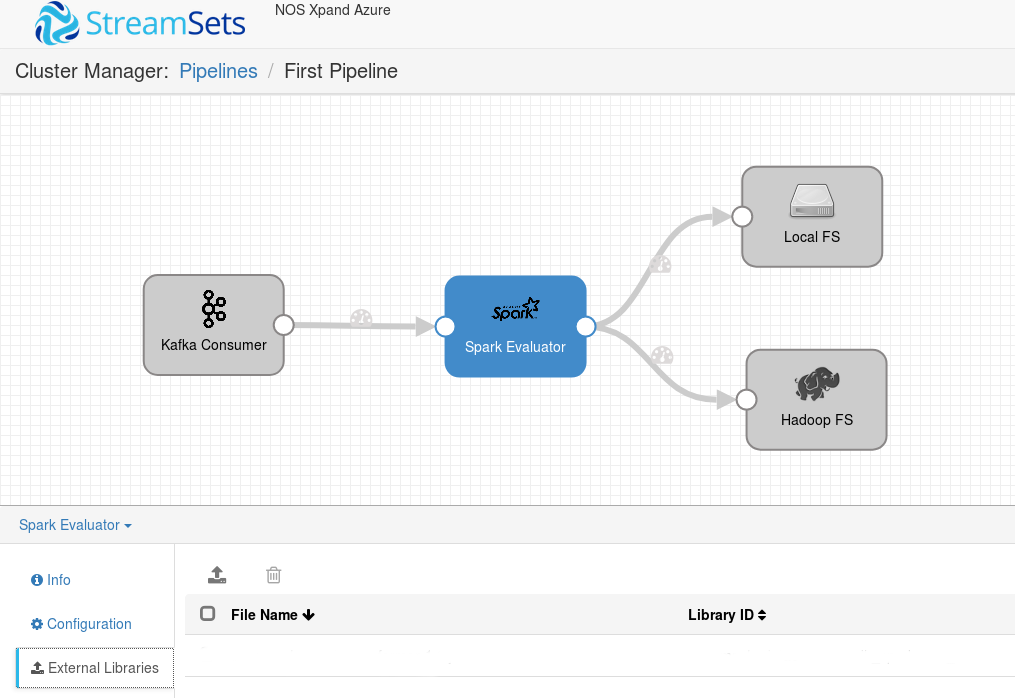 StreamSets
NOS Xpand Azure
Cluster Manager: Pipelines / First Pipeline
Local FS
Kafka Consumer
Spark
Spark Evaluator
Hadoop FS
Spark Evaluator
Info
Configuration
External Libraries
File Name
Library ID